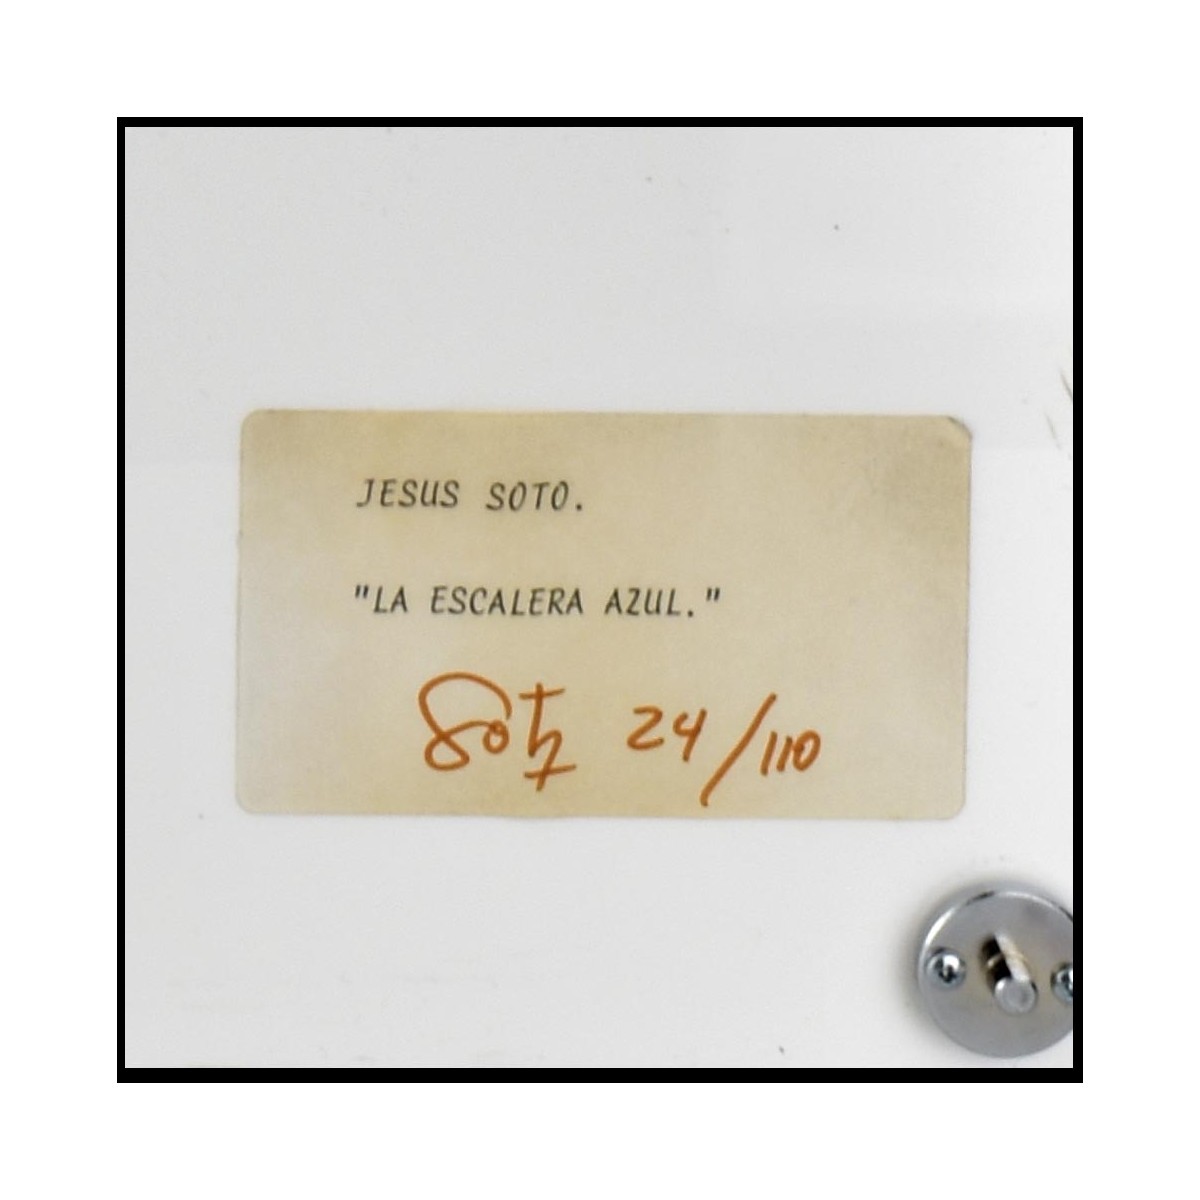 JESUS SOTO.
"LA ESCALERA AZUL."
Soto 24/110